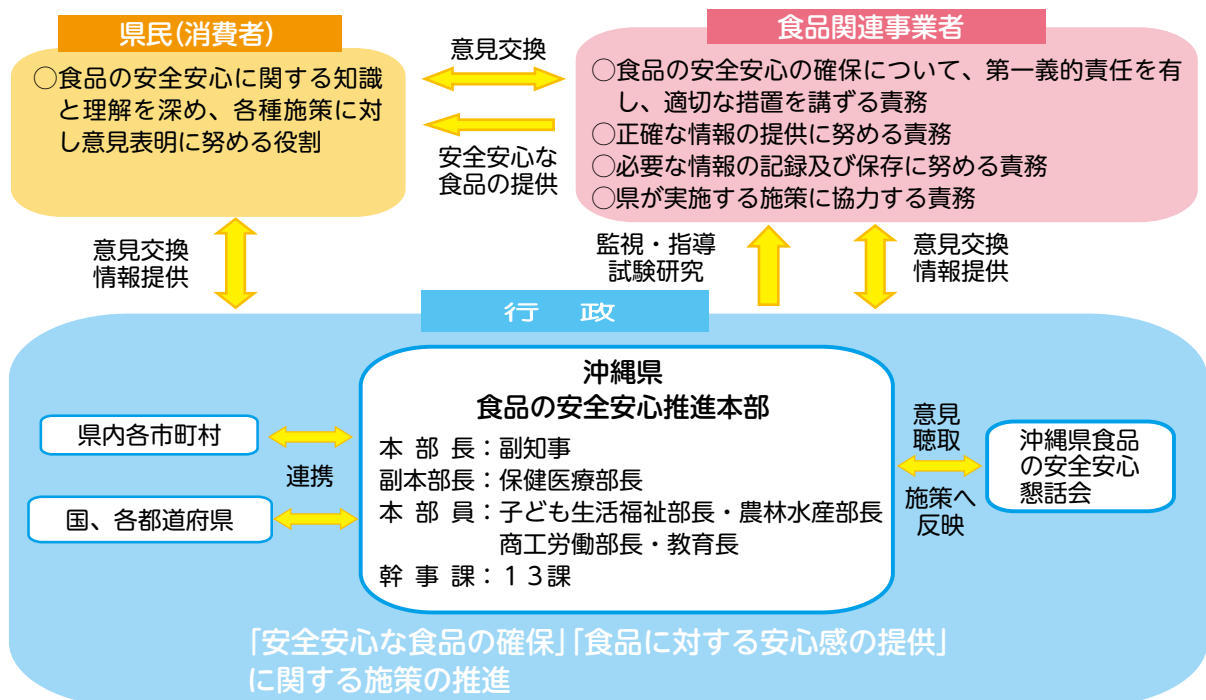 県民(消費者)
○食品の安全安心に関する知識
と理解を深め、各種施策に対
し意見表明に努める役割
意見交換
安全安心な
食品の提供
食品関連事業者
○食品の安全安心の確保について、第一義的責任を有
し、適切な措置を講ずる責務
○正確な情報の提供に努める責務
○必要な情報の記録及び保存に努める責務
○県が実施する施策に協力する責務
意見交換
情報提供
監視・指導
試験研究
意見交換
情報提供
行 政
沖縄県
食品の安全安心推進本部
本 部 長：副知事
副本部長：保健医療部長
本 部 員：子ども生活福祉部長・農林水産部長
商工労働部長・教育長
幹 事 課：１３課
県内各市町村
連携
国、各都道府県
意見
聴取
施策へ
反映
沖縄県食品
の安全安心
懇話会
「安全安心な食品の確保」「食品に対する安心感の提供」
に関する施策の推進